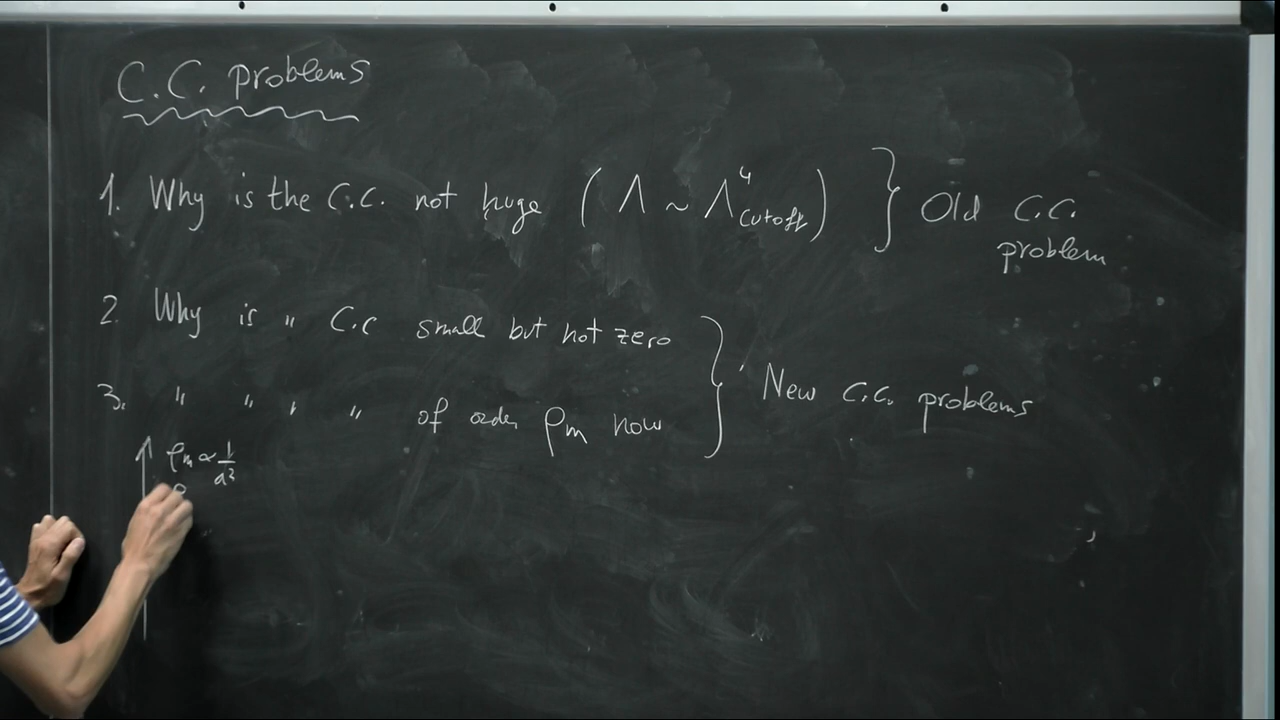 C.C. problems
1. Why is the C.C. not huge ( Λ ~ Λ⁴cutoff ) } Old C.C.
problem
2. Why is " C.C small but not zero
3. " " " " of order ρm now } New C.C. problems
ρm ∝ 1/a³